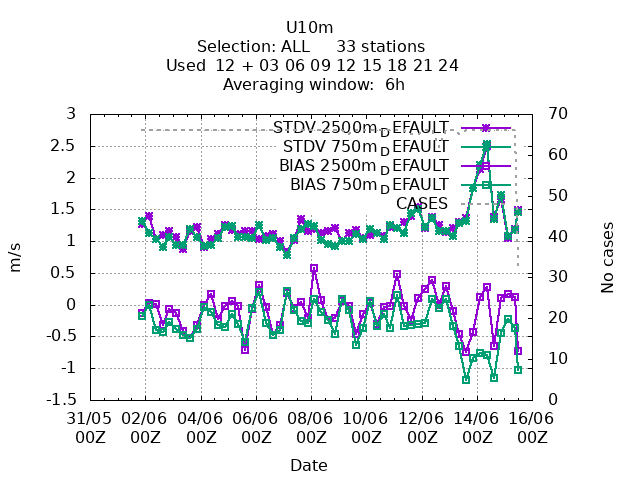 U10m
Selection: ALL 33 stations
Used 12 + 03 06 09 12 15 18 21 24
Averaging window: 6h
3 70
STDV 2500m_DEFAULT
2.5 STDV 750m_DEFAULT 60
BIAS 2500m_DEFAULT
2 BIAS 750m_DEFAULT
CASES 50
1.5
1 40
0.5 30
0 20
-0.5
-1 10
-1.5 0
m/s
No cases
31/05 02/06 04/06 06/06 08/06 10/06 12/06 14/06 16/06
00Z 00Z 00Z 00Z 00Z 00Z 00Z 00Z 00Z
Date